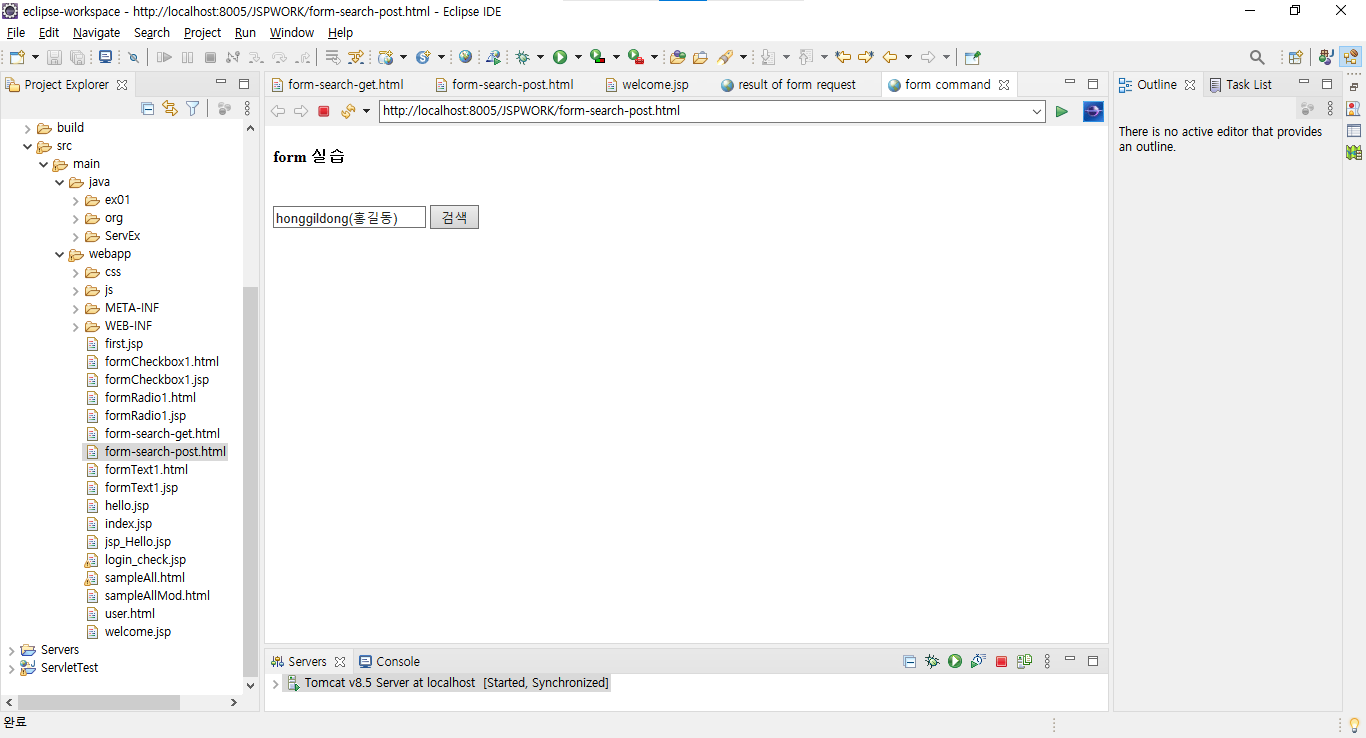 eclipse-workspace - http://localhost:8005/JSPWORK/form-search-post.html - Eclipse IDE
File Edit Navigate Search Project Run Window Help
Project Explorer
build
src
main
java
ex01
org
ServEx
webapp
css
js
META-INF
WEB-INF
first.jsp
formCheckbox1.html
formCheckbox1.jsp
formRadio1.html
formRadio1.jsp
form-search-get.html
form-search-post.html
formText1.html
formText1.jsp
hello.jsp
index.jsp
jsp_Hello.jsp
login_check.jsp
sampleAll.html
sampleAllMod.html
user.html
welcome.jsp
Servers
ServletTest
form-search-get.html form-search-post.html welcome.jsp result of form request form command
http://localhost:8005/JSPWORK/form-search-post.html
form 실습
honggildong(홍길동) 검색
Servers Console
Tomcat v8.5 Server at localhost [Started, Synchronized]
Outline Task List
There is no active editor that provides
an outline.
완료